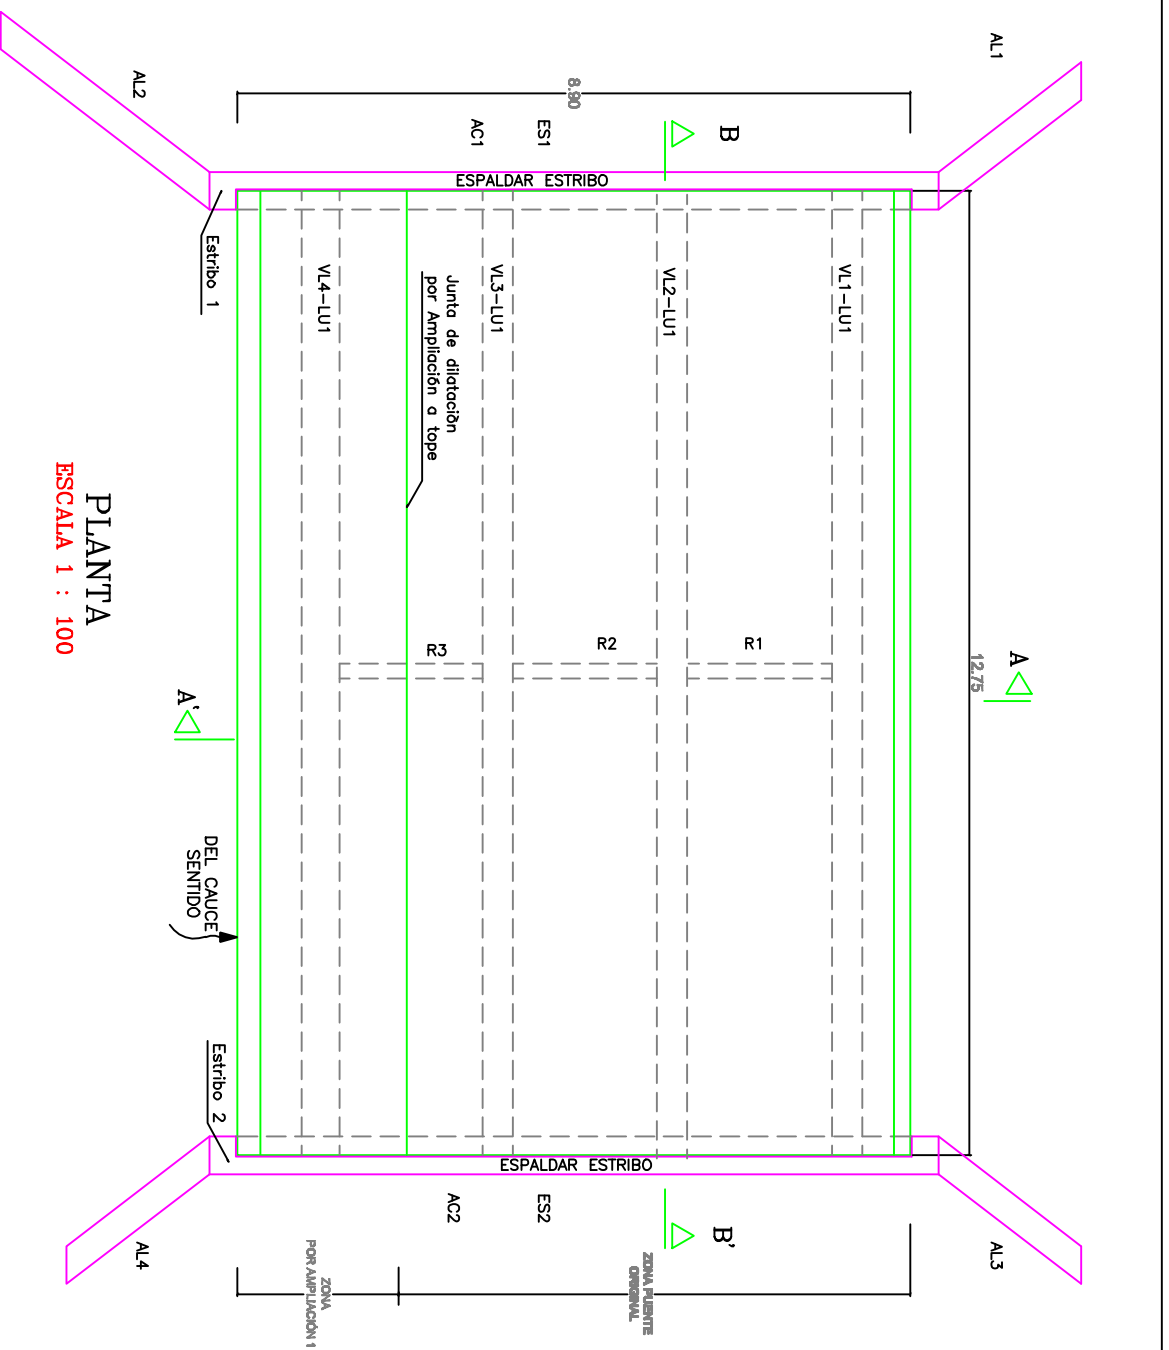 AL1
AL2
8.90
B
ES1
AC1
ESPALDAR ESTRIBO
Estribo 1
VL1-LU1
VL2-LU1
VL3-LU1
VL4-LU1
Junta de dilatación
por Ampliación a tope
PLANTA
ESCALA 1 : 100
R1
R2
R3
A
12.75
A'
DEL CAUCE
SENTIDO
Estribo 2
ESPALDAR ESTRIBO
ES2
AC2
B'
AL3
AL4
ZONA PUENTE
ORIGINAL
ZONA
POR AMPLIACIÓN 1